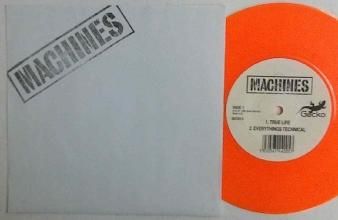 MACHINES
MACHINES
SIDE 1
Gecko
1. TRUE LIFE
2. EVERYTHINGS TECHNICAL